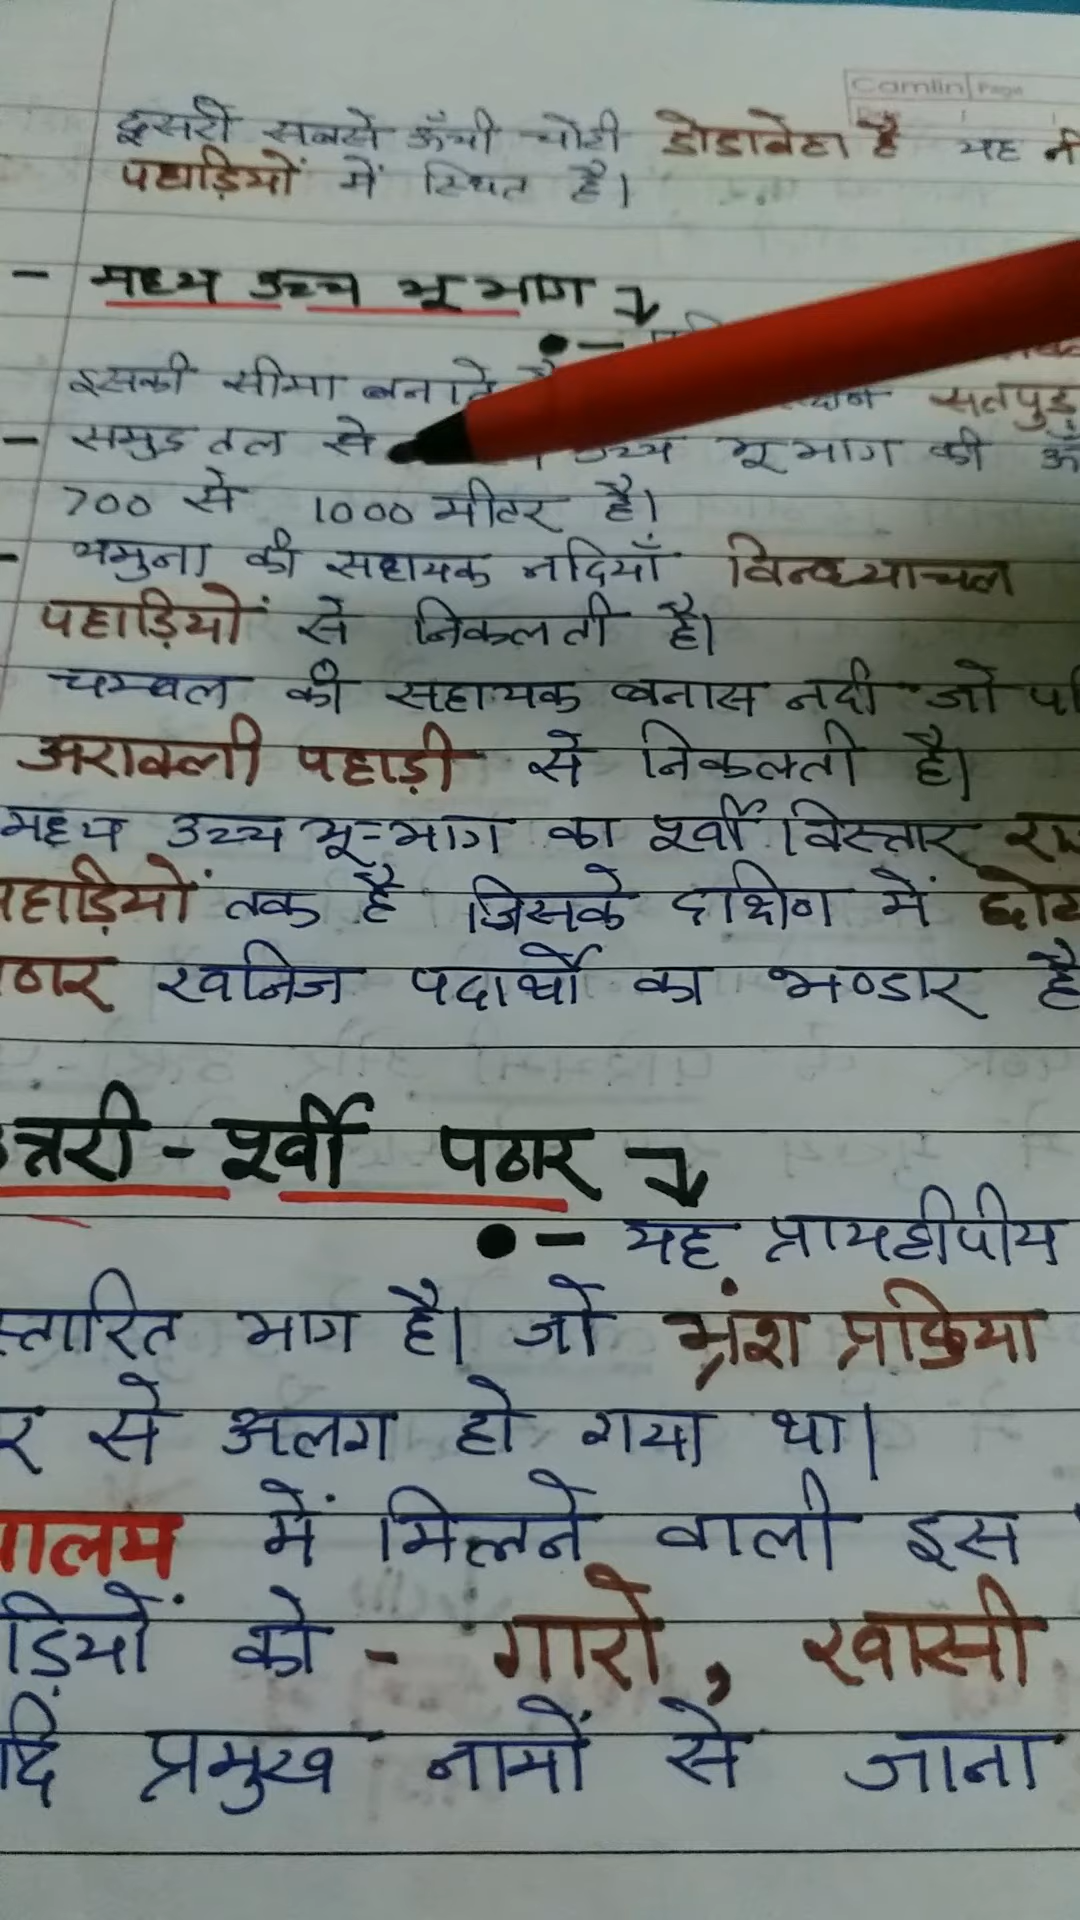 Camlin Page
दूसरी सबसे ऊँची चोटी डोडाबेटा है यह नी
पहाड़ियों में स्थित है।
- मध्य उच्च भू भाग
इसकी सीमा बनाते सतपुड़
- समुद्र तल से उच्च भू भाग की ऊँ
700 से 1000 मीटर है।
- यमुना की सहायक नदियाँ विन्ध्याचल
पहाड़ियों से निकलती है।
चम्बल की सहायक बनास नदी जो
अरावली पहाड़ी से निकलती है।
मध्य उच्च भू-भाग का पूर्वी विस्तार
पहाड़ियों तक है जिसके दक्षिण में छोट
ठार खनिज पदार्थो का भण्डार है
त्तरी - पूर्वी पठार
●- यह प्रायद्वीपीय
स्तारित भाग है। जो भ्रंश प्रक्रिया
र से अलग हो गया था।
ालय में मिलने वाली इस
ड़ियों को - गारो, खासी
दि प्रमुख नामों से जाना